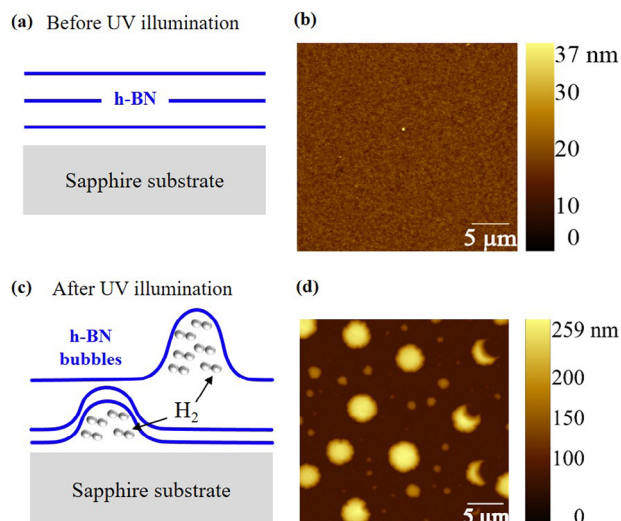 (a) Before UV illumination
h-BN
Sapphire substrate
(b)
37 nm
30
20
10
0
5 µm
(c) After UV illumination
h-BN
bubbles
H2
Sapphire substrate
(d)
259 nm
200
150
100
0
5 µm